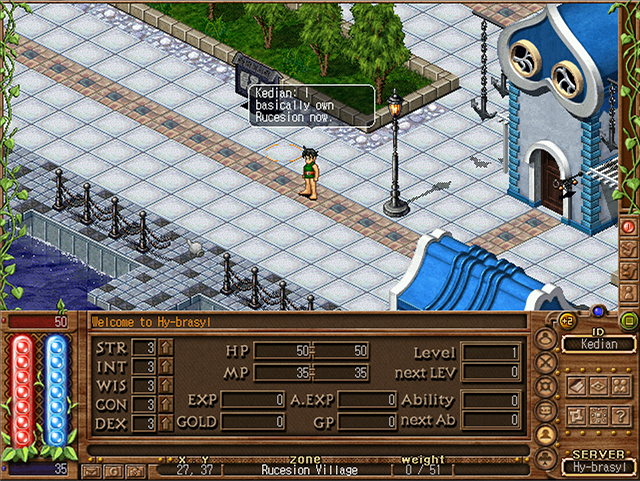 Kedian: I
basically own
Rucesion now.
50
Welcome to Hy-brasyl
+2
ID
Kedian
STR 3
INT 3
WIS 3
CON 3
DEX 3
HP 50 50
MP 35 35
EXP 0
A.EXP 0
GOLD 0
GP 0
Level 1
next LEV 0
Ability 0
next Ab 0
?
35
G
x y zone weight
27, 37 Rucesion Village 0 / 51
SERVER
Hy-brasyl